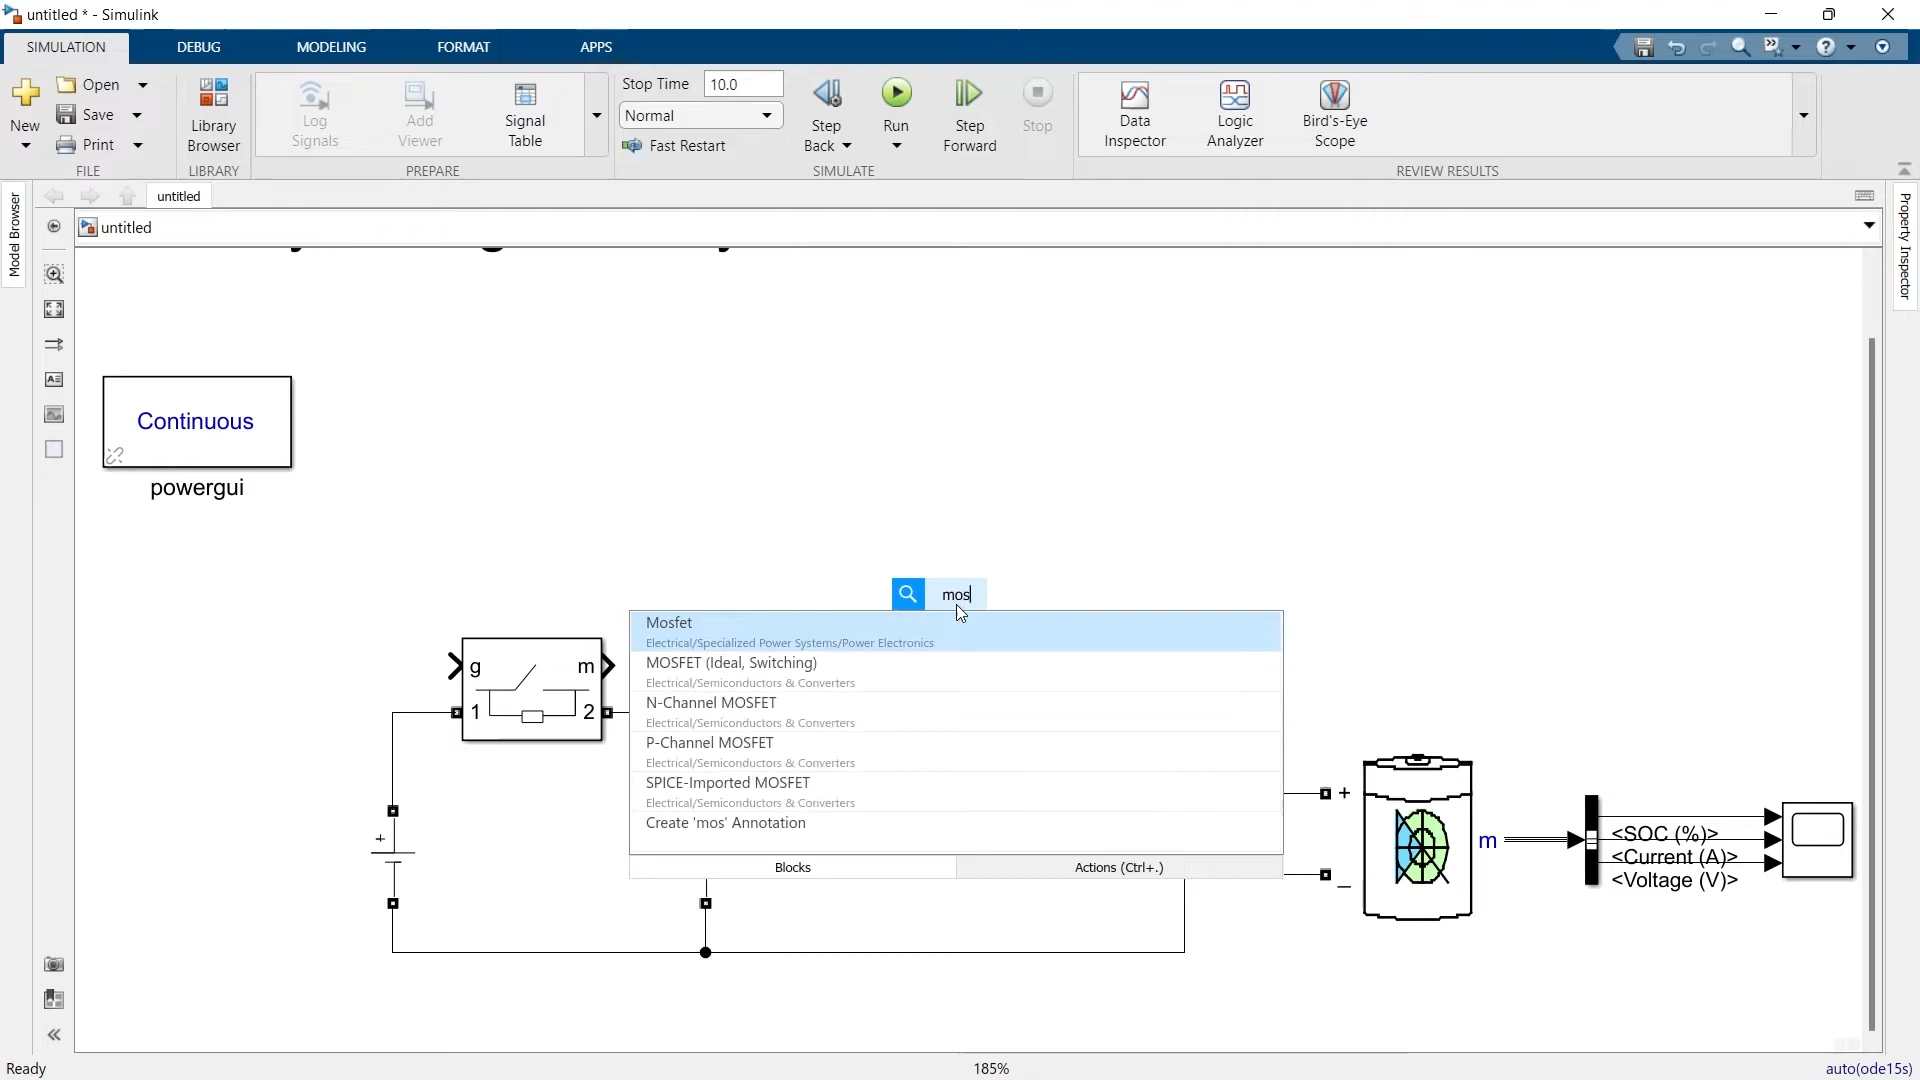 untitled * - Simulink
SIMULATION
DEBUG
MODELING
FORMAT
APPS
New
Open
Save
Print
FILE
Library
Browser
LIBRARY
Log
Signals
Add
Viewer
Signal
Table
PREPARE
Stop Time 10.0
Normal
Fast Restart
Step
Back
Run
Step
Forward
Stop
SIMULATE
Data
Inspector
Logic
Analyzer
Bird's-Eye
Scope
REVIEW RESULTS
Model Browser
untitled
untitled
Property Inspector
Continuous
powergui
mos
Mosfet
Electrical/Specialized Power Systems/Power Electronics
MOSFET (Ideal, Switching)
Electrical/Semiconductors & Converters
N-Channel MOSFET
Electrical/Semiconductors & Converters
P-Channel MOSFET
Electrical/Semiconductors & Converters
SPICE-Imported MOSFET
Electrical/Semiconductors & Converters
Create 'mos' Annotation
Blocks
Actions (Ctrl+.)
g m
1 2
+
+
m
_
<SOC (%)>
<Current (A)>
<Voltage (V)>
Ready
185%
auto(ode15s)